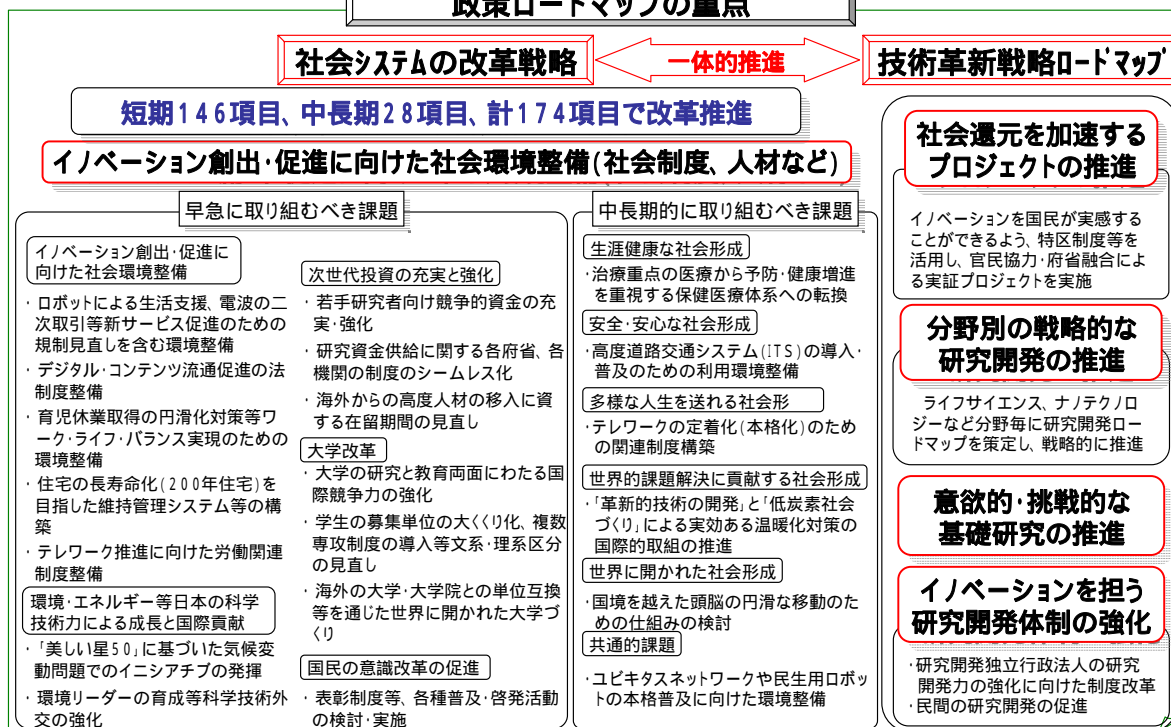 政策ロードマップの重点
社会システムの改革戦略
一体的推進
技術革新戦略ロードマップ
短期146項目、中長期28項目、計174項目で改革推進
イノベーション創出・促進に向けた社会環境整備(社会制度、人材など)
早急に取り組むべき課題
イノベーション創出・促進に
向けた社会環境整備
・ロボットによる生活支援、電波の二
次取引等新サービス促進のための
規制見直しを含む環境整備
・デジタル・コンテンツ流通促進の法
制度整備
・育児休業取得の円滑化対策等ワ
ーク・ライフ・バランス実現のための
環境整備
・住宅の長寿命化(200年住宅)を
目指した維持管理システム等の構
築
・テレワーク推進に向けた労働関連
制度整備
環境・エネルギー等日本の科学
技術力による成長と国際貢献
・「美しい星50」に基づいた気候変
動問題でのイニシアチブの発揮
・環境リーダーの育成等科学技術外
交の強化
次世代投資の充実と強化
・若手研究者向け競争的資金の充
実・強化
・研究資金供給に関する各府省、各
機関の制度のシームレス化
・海外からの高度人材の移入に資
する在留期間の見直し
大学改革
・大学の研究と教育両面にわたる国
際競争力の強化
・学生の募集単位の大くくり化、複数
専攻制度の導入等文系・理系区分
の見直し
・海外の大学・大学院との単位互換
等を通じた世界に開かれた大学づ
くり
国民の意識改革の促進
・表彰制度等、各種普及・啓発活動
の検討・実施
中長期的に取り組むべき課題
生涯健康な社会形成
・治療重点の医療から予防・健康増進
を重視する保健医療体系への転換
安全・安心な社会形成
・高度道路交通システム(ITS)の導入・
普及のための利用環境整備
多様な人生を送れる社会形
・テレワークの定着化(本格化)のため
の関連制度構築
世界的課題解決に貢献する社会形成
・「革新的技術の開発」と「低炭素社会
づくり」による実効ある温暖化対策の
国際的取組の推進
世界に開かれた社会形成
・国境を越えた頭脳の円滑な移動のた
めの仕組みの検討
共通的課題
・ユビキタスネットワークや民生用ロボッ
トの本格普及に向けた環境整備
社会還元を加速する
プロジェクトの推進
イノベーションを国民が実感する
ことができるよう、特区制度等を
活用し、官民協力・府省融合によ
る実証プロジェクトを実施
分野別の戦略的な
研究開発の推進
ライフサイエンス、ナノテクノロ
ジーなど分野毎に研究開発ロー
ドマップを策定し、戦略的に推進
意欲的・挑戦的な
基礎研究の推進
イノベーションを担う
研究開発体制の強化
・研究開発独立行政法人の研究
開発力の強化に向けた制度改革
・民間の研究開発の促進